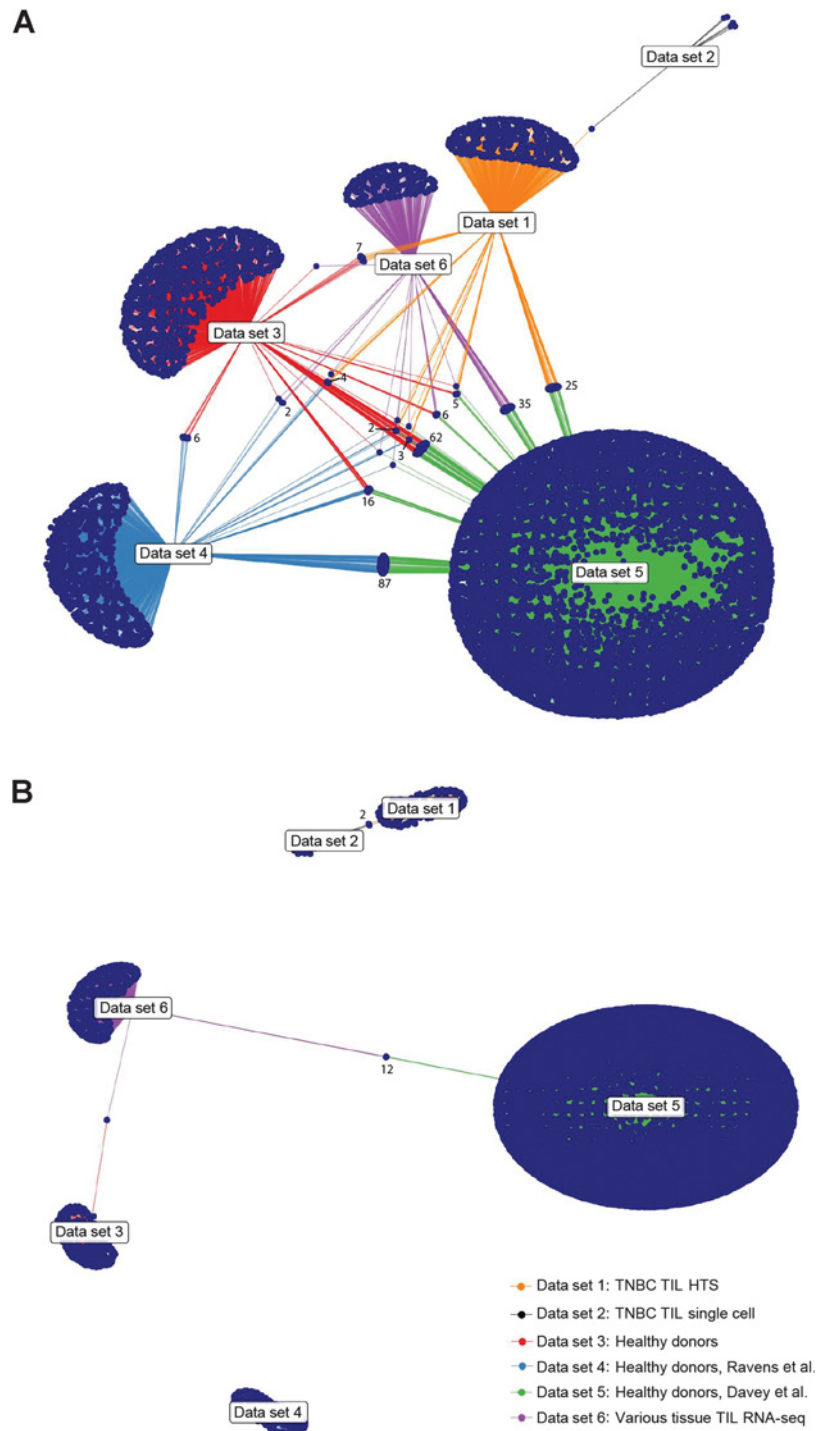 A
Data set 2
Data set 1
7
Data set 6
Data set 3
4
2
5
6
35
25
6
2
62
3
16
Data set 4
Data set 5
87
B
2
Data set 1
Data set 2
Data set 6
12
Data set 5
Data set 3
Data set 1: TNBC TIL HTS
Data set 2: TNBC TIL single cell
Data set 3: Healthy donors
Data set 4: Healthy donors, Ravens et al.
Data set 4
Data set 5: Healthy donors, Davey et al.
Data set 6: Various tissue TIL RNA-seq